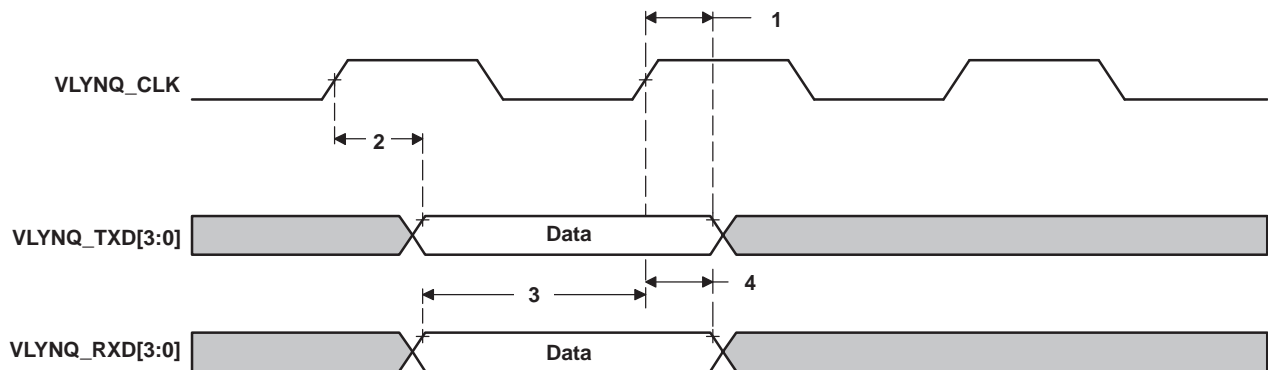 1
VLYNQ_CLK
2
VLYNQ_TXD[3:0]
Data
3
4
VLYNQ_RXD[3:0]
Data